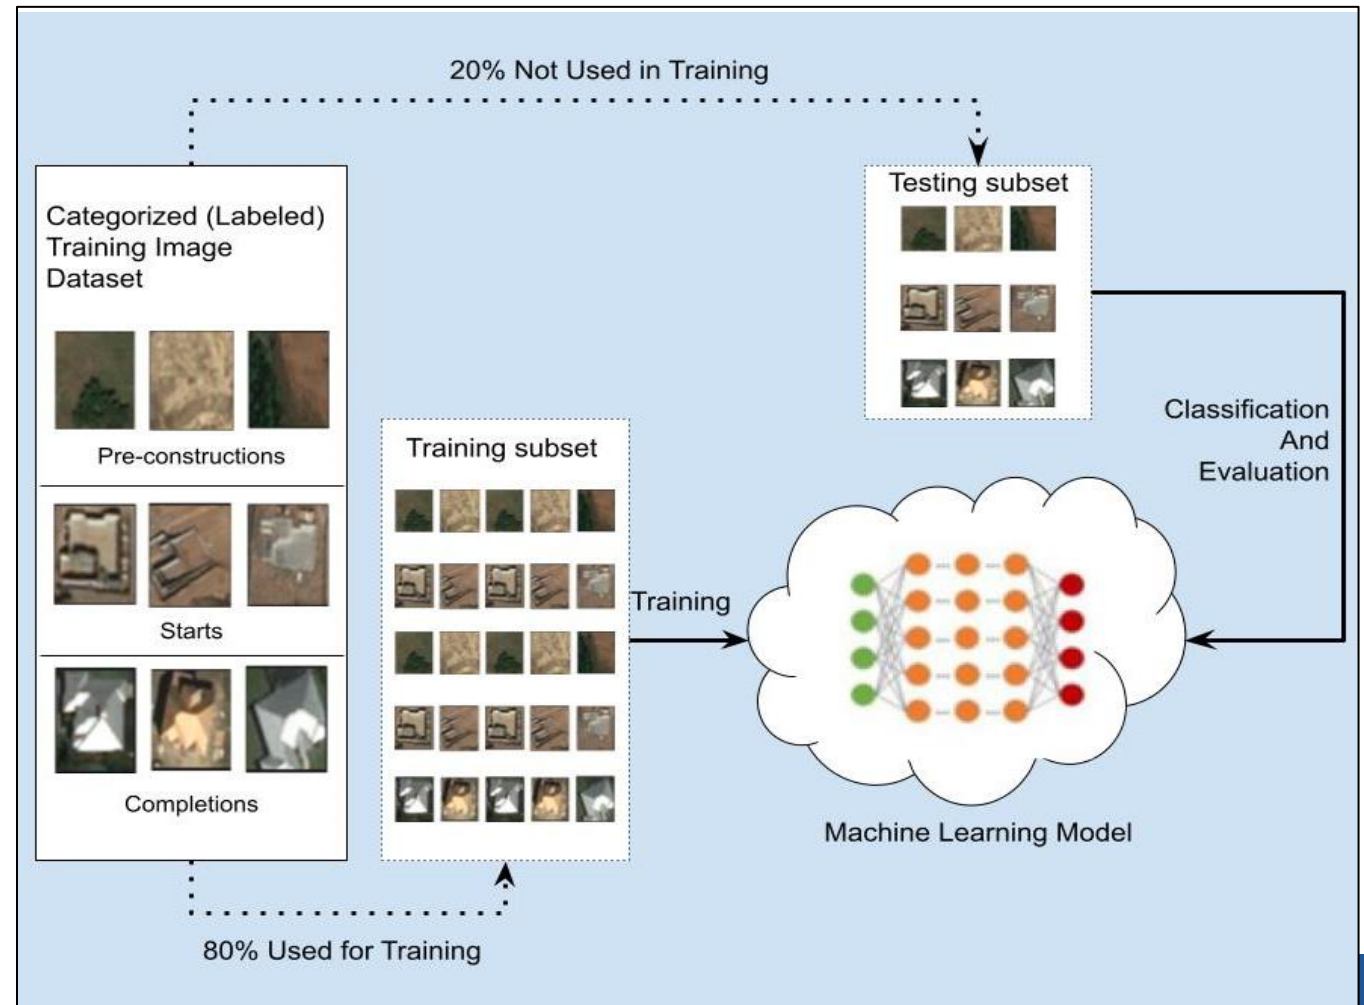 20% Not Used in Training
Categorized (Labeled)
Training Image
Dataset
Pre-constructions
Starts
Completions
80% Used for Training
Training subset
Training
Testing subset
Classification
And
Evaluation
Machine Learning Model